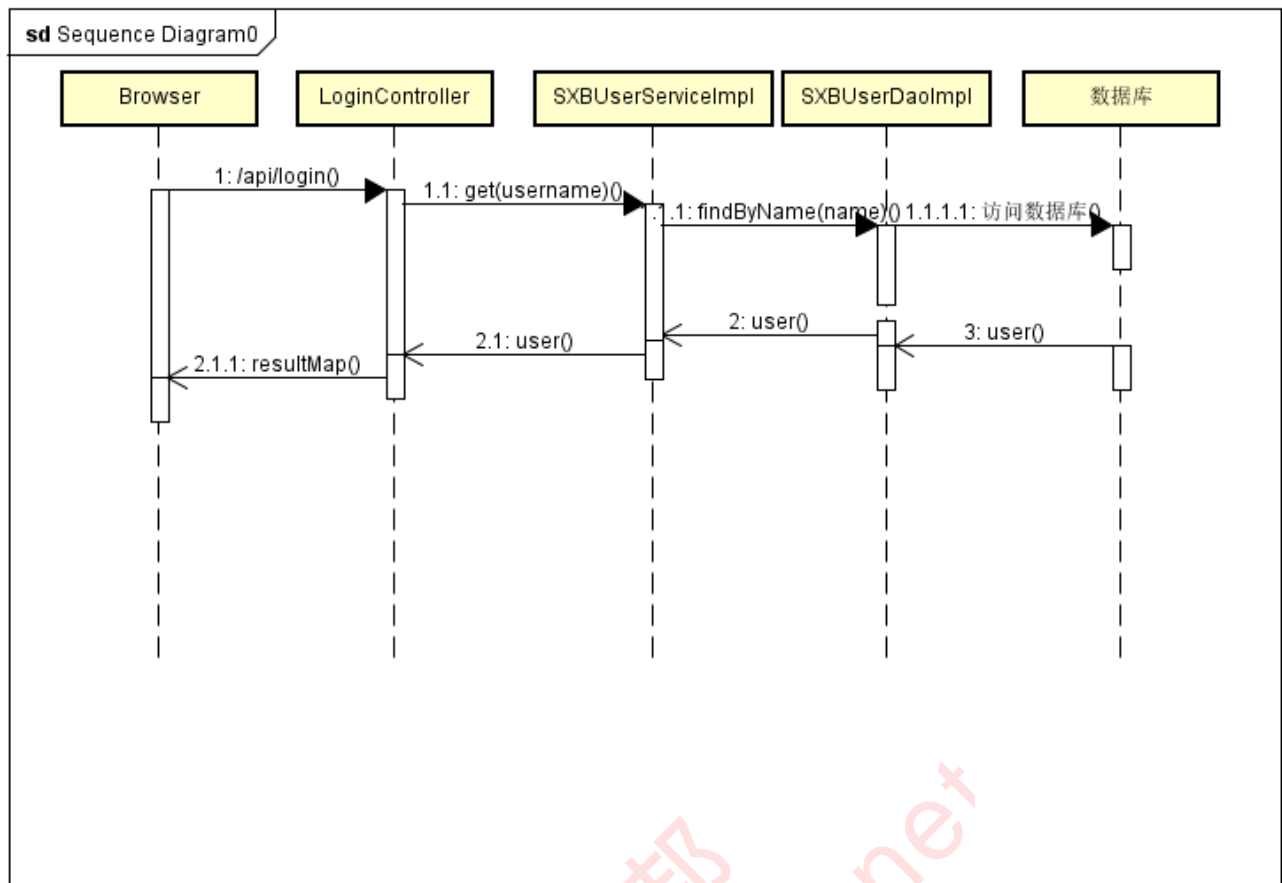 sd Sequence Diagram0
Browser
LoginController
SXBUserServiceImpl
SXBUserDaoImpl
数据库
1: /api/login()
1.1: get(username)()
.1: findByName(name)()
1.1.1.1: 访问数据库()
2: user()
3: user()
2.1: user()
2.1.1: resultMap()
邦
net